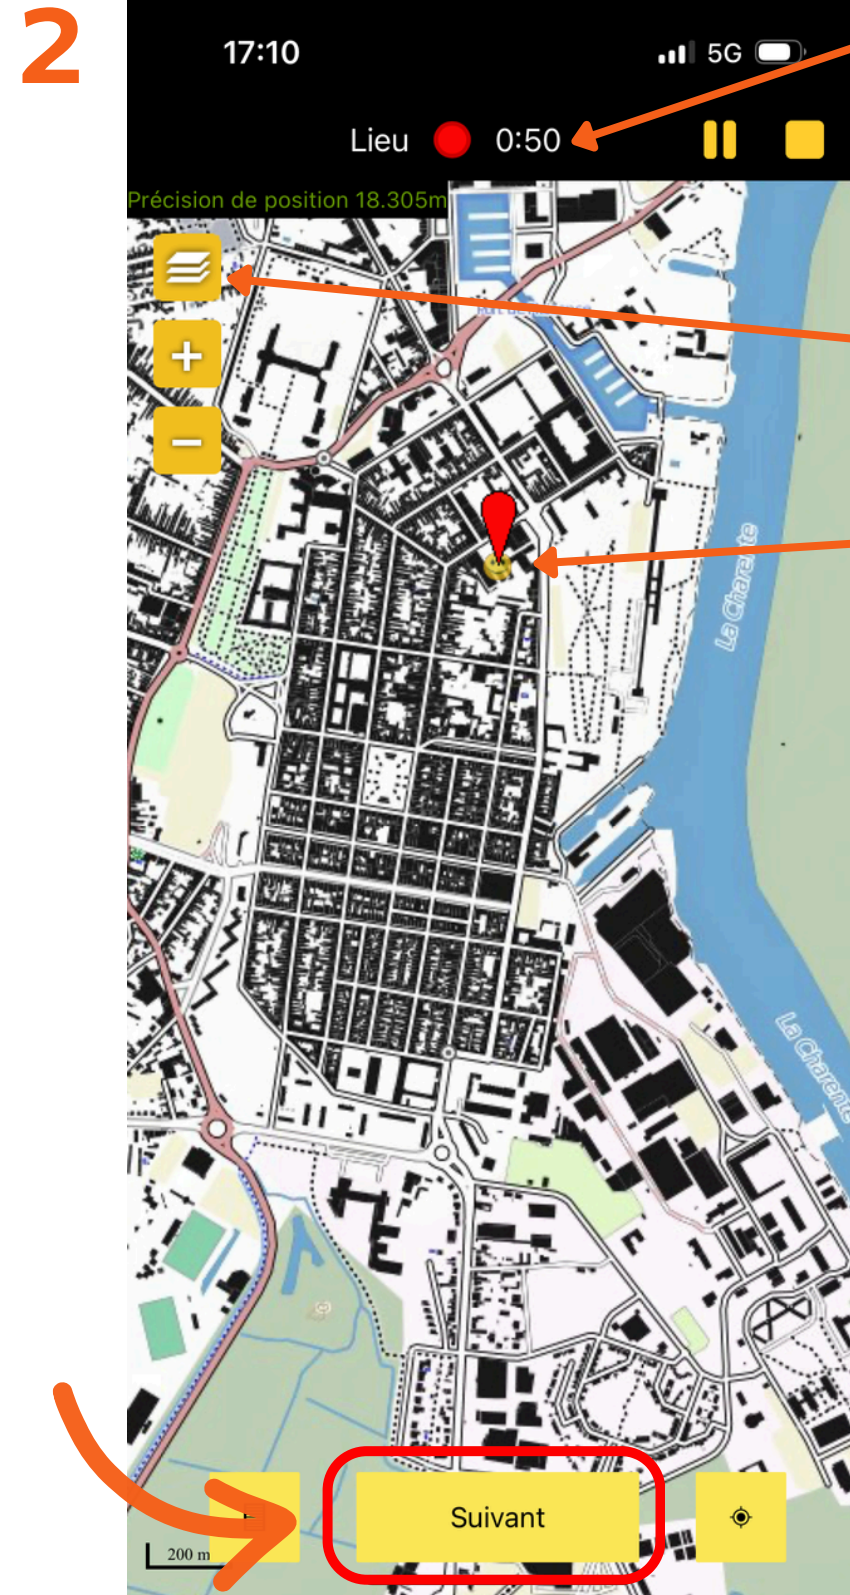 2
17:10
5G
Lieu 0:50
Précision de position 18.305m
+
−
La Charente
La Charente
Suivant
200 m